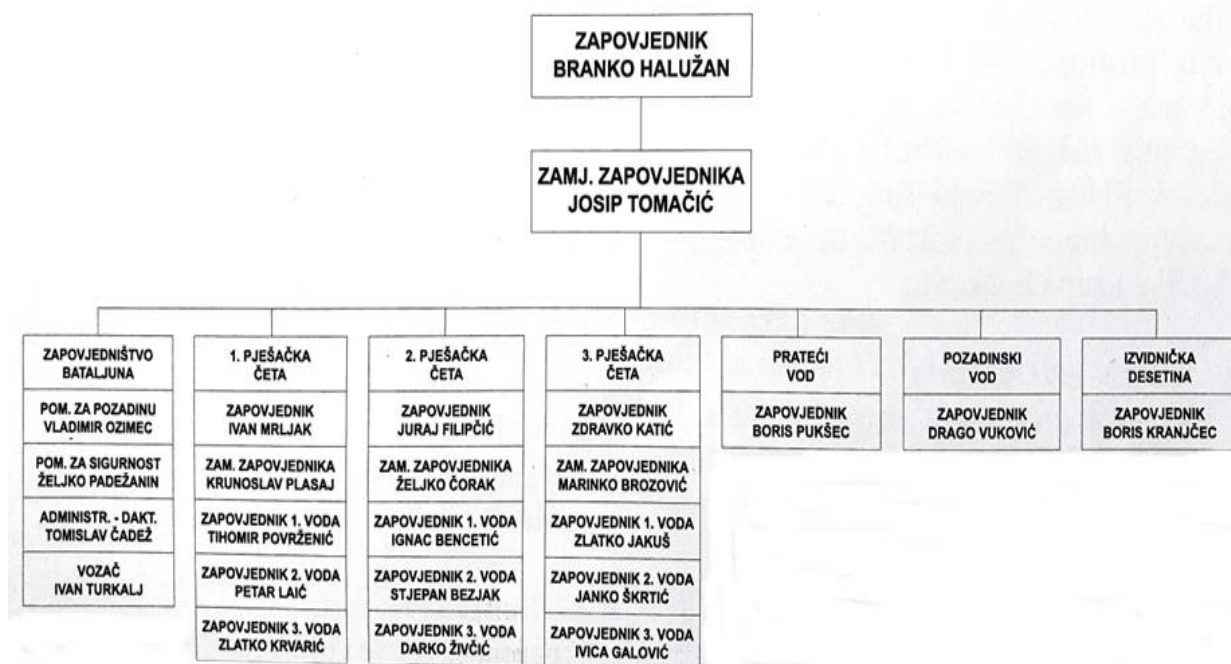 ZAPOVJEDNIK
BRANKO HALUŽAN
ZAMJ. ZAPOVJEDNIKA
JOSIP TOMAČIĆ
ZAPOVJEDNIŠTVO
BATALJUNA
POM. ZA POZADINU
VLADIMIR OZIMEC
POM. ZA SIGURNOST
ŽELJKO PADEŽANIN
ADMINISTR. - DAKT.
TOMISLAV ČADEŽ
VOZAČ
IVAN TURKALJ
1. PJEŠAČKA
ČETA
ZAPOVJEDNIK
IVAN MRLJAK
ZAM. ZAPOVJEDNIKA
KRUNOSLAV PLASAJ
ZAPOVJEDNIK 1. VODA
TIHOMIR POVRŽENIĆ
ZAPOVJEDNIK 2. VODA
PETAR LAIĆ
ZAPOVJEDNIK 3. VODA
ZLATKO KRVARIĆ
2. PJEŠAČKA
ČETA
ZAPOVJEDNIK
JURAJ FILIPČIĆ
ZAM. ZAPOVJEDNIKA
ŽELJKO ČORAK
ZAPOVJEDNIK 1. VODA
IGNAC BENCETIĆ
ZAPOVJEDNIK 2. VODA
STJEPAN BEZJAK
ZAPOVJEDNIK 3. VODA
DARKO ŽIVČIĆ
3. PJEŠAČKA
ČETA
ZAPOVJEDNIK
ZDRAVKO KATIĆ
ZAM. ZAPOVJEDNIKA
MARINKO BROZOVIĆ
ZAPOVJEDNIK 1. VODA
ZLATKO JAKUŠ
ZAPOVJEDNIK 2. VODA
JANKO ŠKRTIĆ
ZAPOVJEDNIK 3. VODA
IVICA GALOVIĆ
PRATEĆI
VOD
ZAPOVJEDNIK
BORIS PUKŠEC
POZADINSKI
VOD
ZAPOVJEDNIK
DRAGO VUKOVIĆ
IZVIDNIČKA
DESETINA
ZAPOVJEDNIK
BORIS KRANJČEC